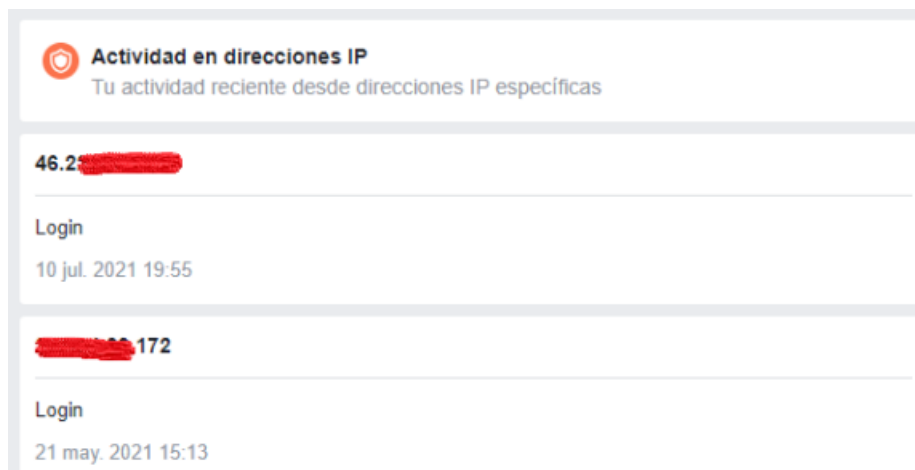 Actividad en direcciones IP
Tu actividad reciente desde direcciones IP específicas
46.2
Login
10 jul. 2021 19:55
.172
Login
21 may. 2021 15:13